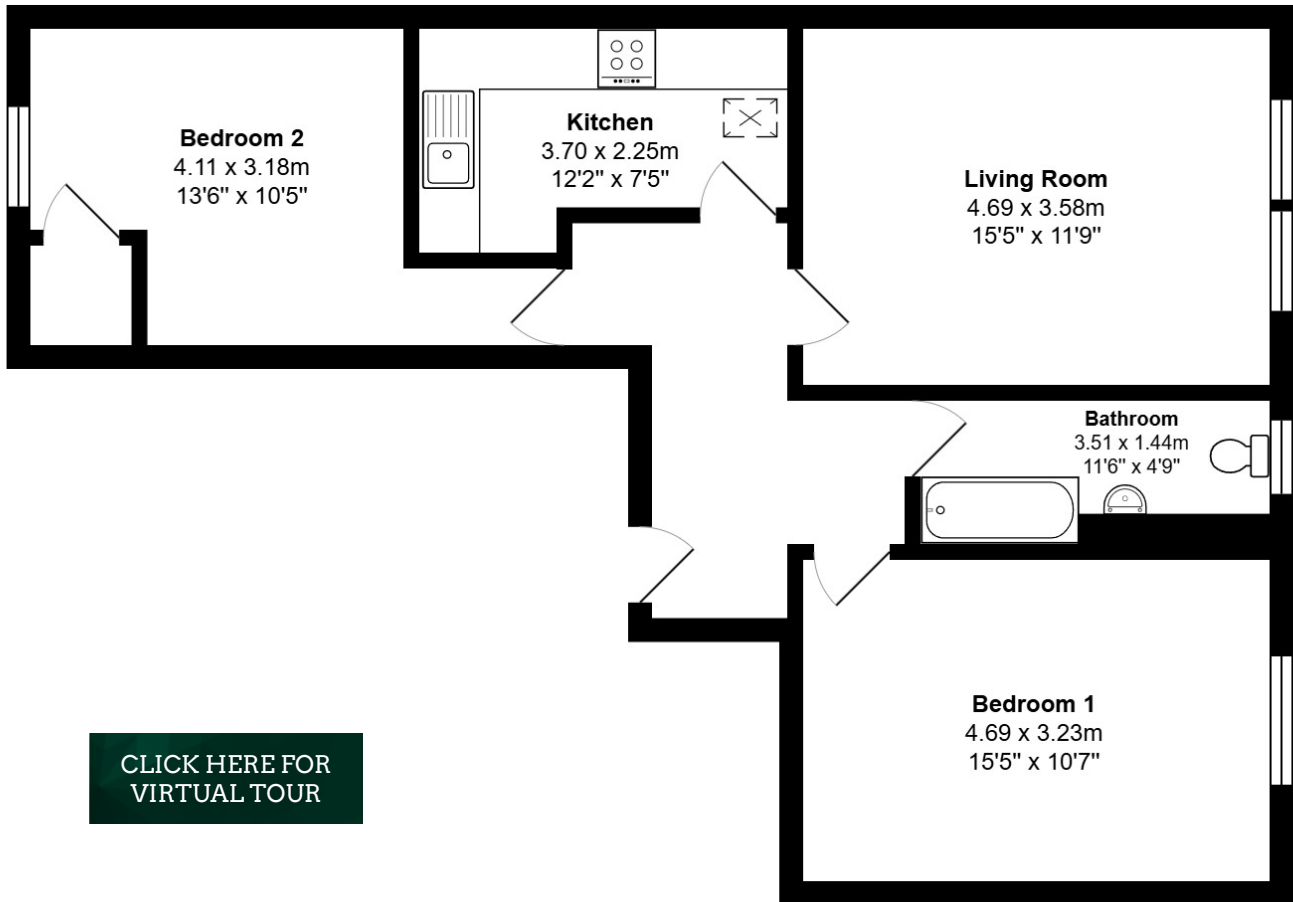 Bedroom 2
4.11 x 3.18m
13'6" x 10'5"
Kitchen
3.70 x 2.25m
12'2" x 7'5"
Living Room
4.69 x 3.58m
15'5" x 11'9"
Bathroom
3.51 x 1.44m
11'6" x 4'9"
Bedroom 1
4.69 x 3.23m
15'5" x 10'7"
CLICK HERE FOR
VIRTUAL TOUR